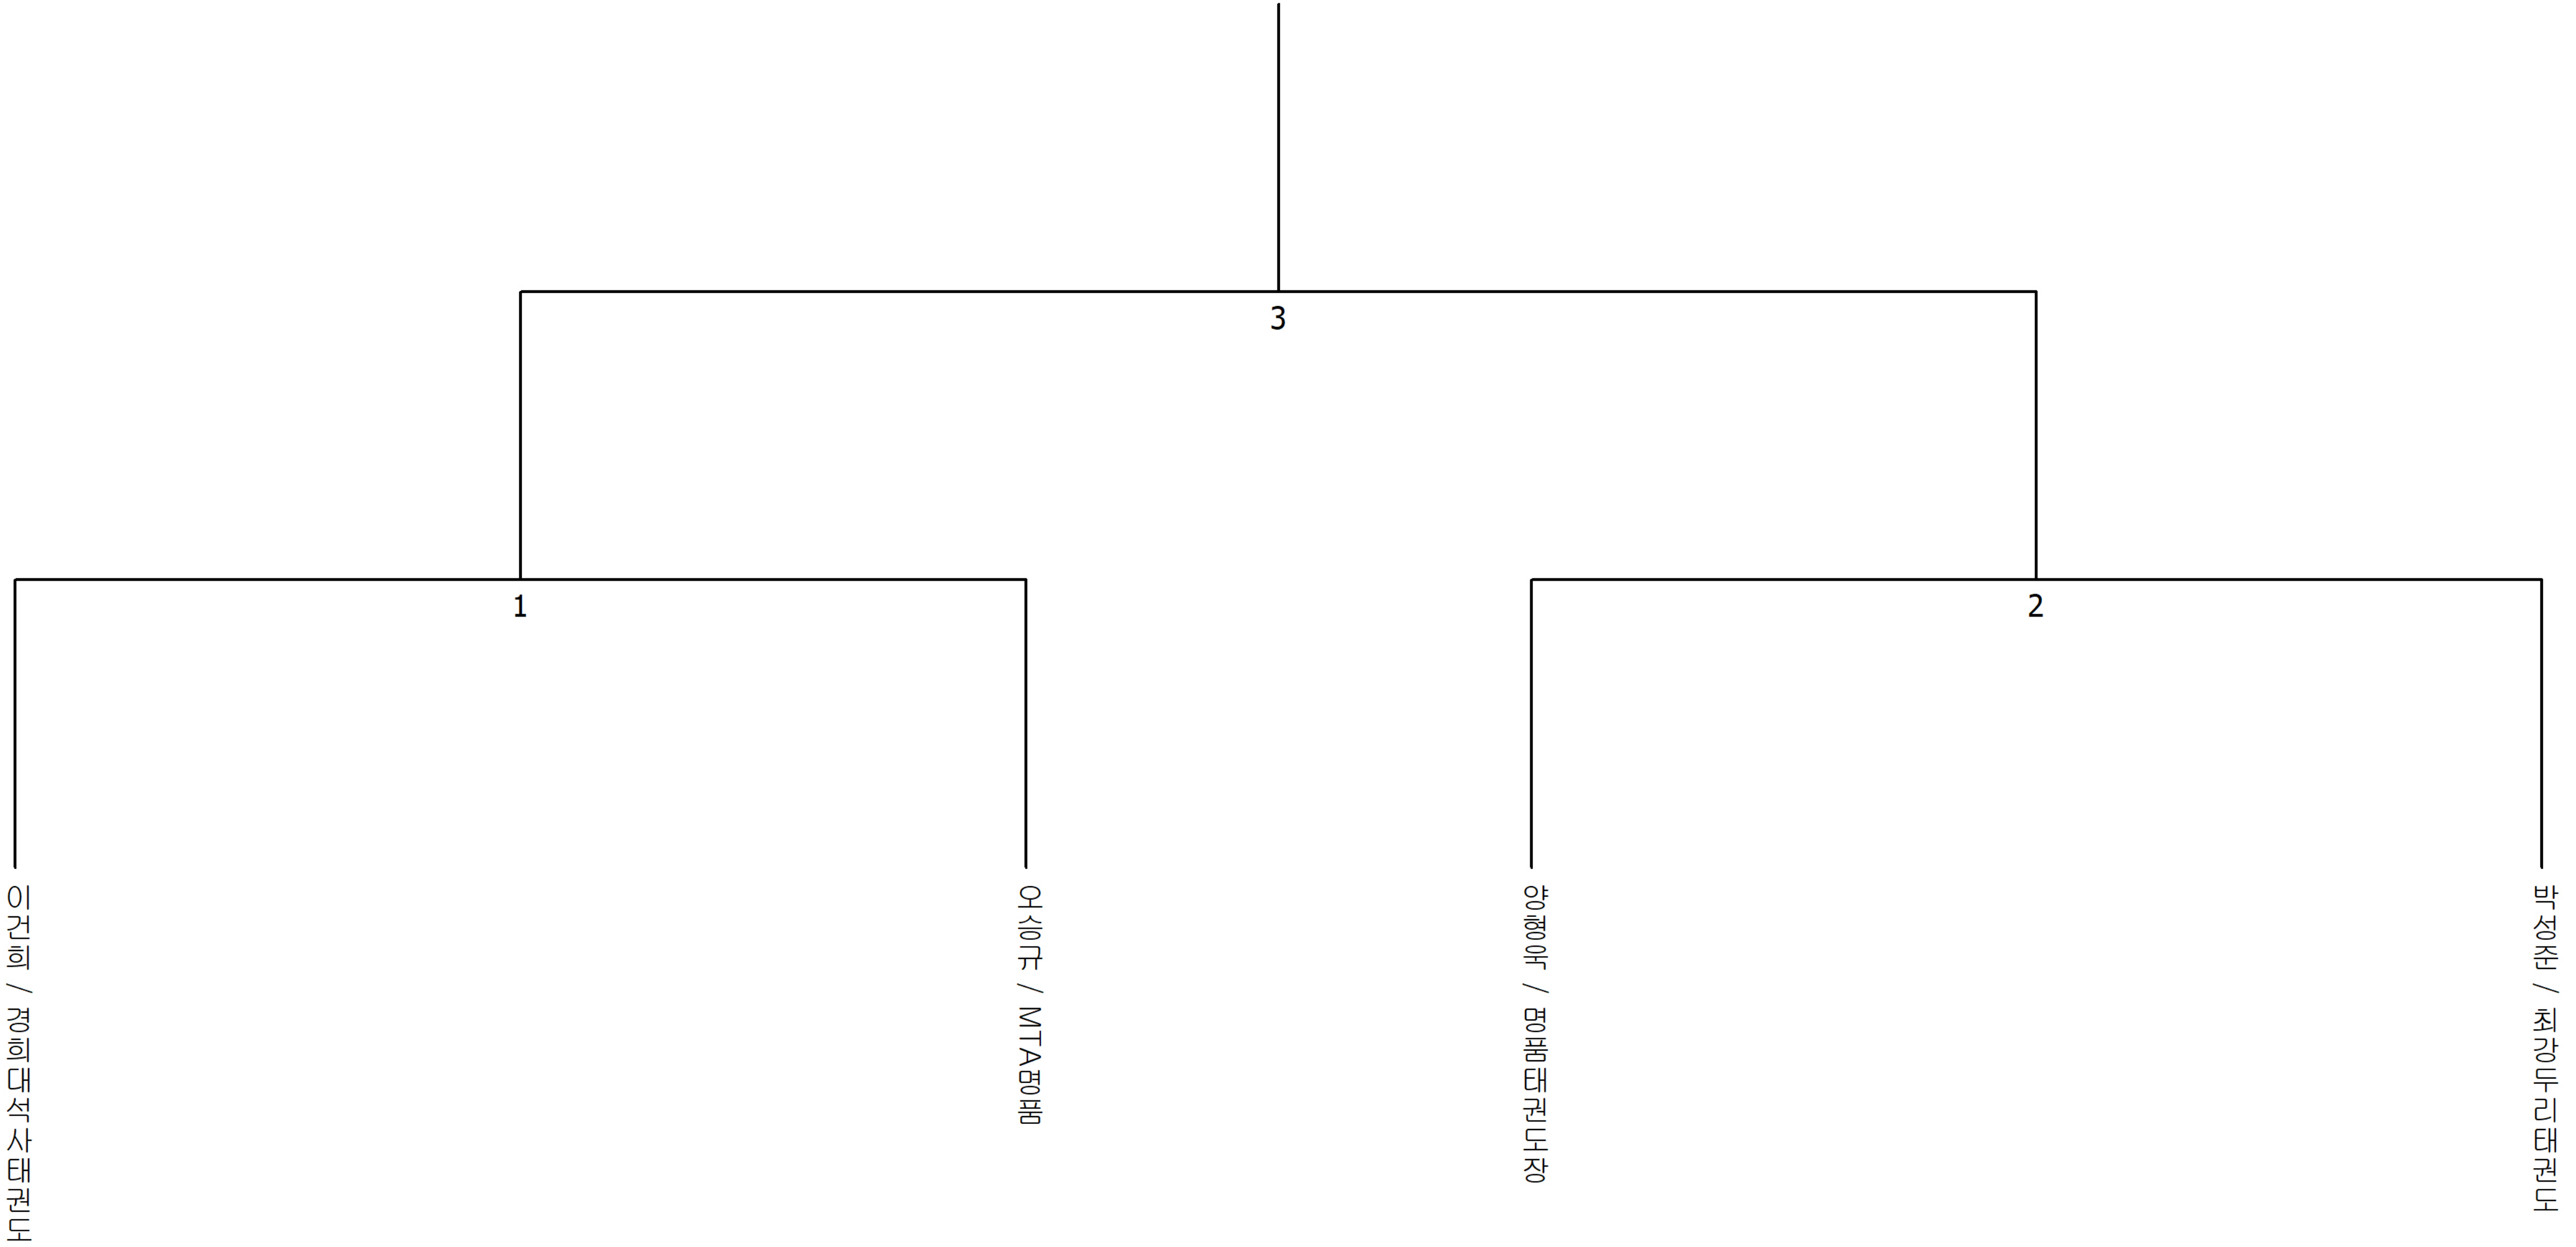 3
1
2
이건희 / 경희대석사태권도
오승규 / MTA명품
양형욱 / 명품태권도장
박성준 / 최강두리태권도